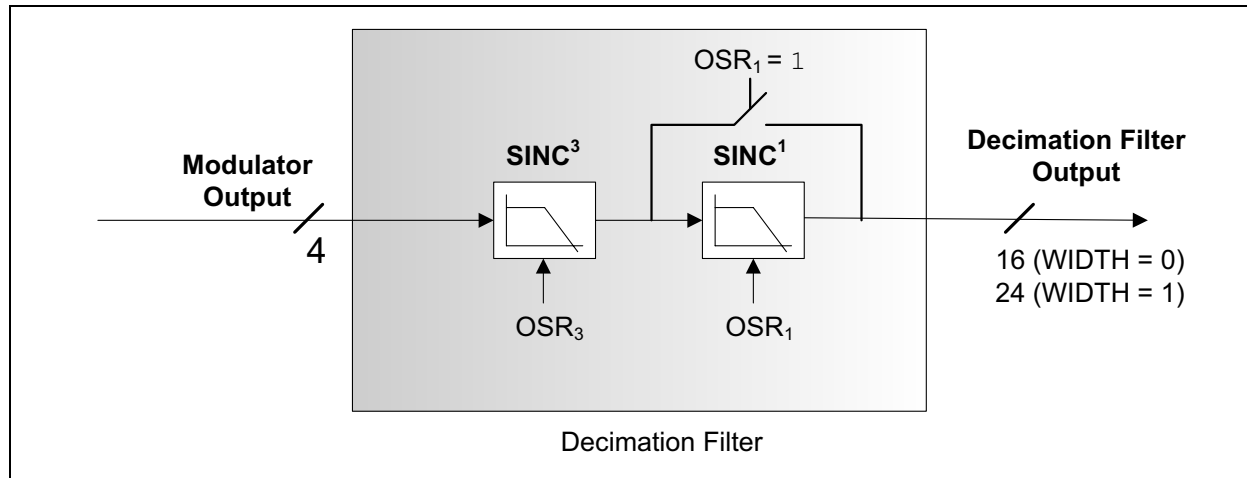 OSR₁ = 1
Modulator
Output
4
SINC³
SINC¹
Decimation Filter
Output
16 (WIDTH = 0)
24 (WIDTH = 1)
OSR₃
OSR₁
Decimation Filter